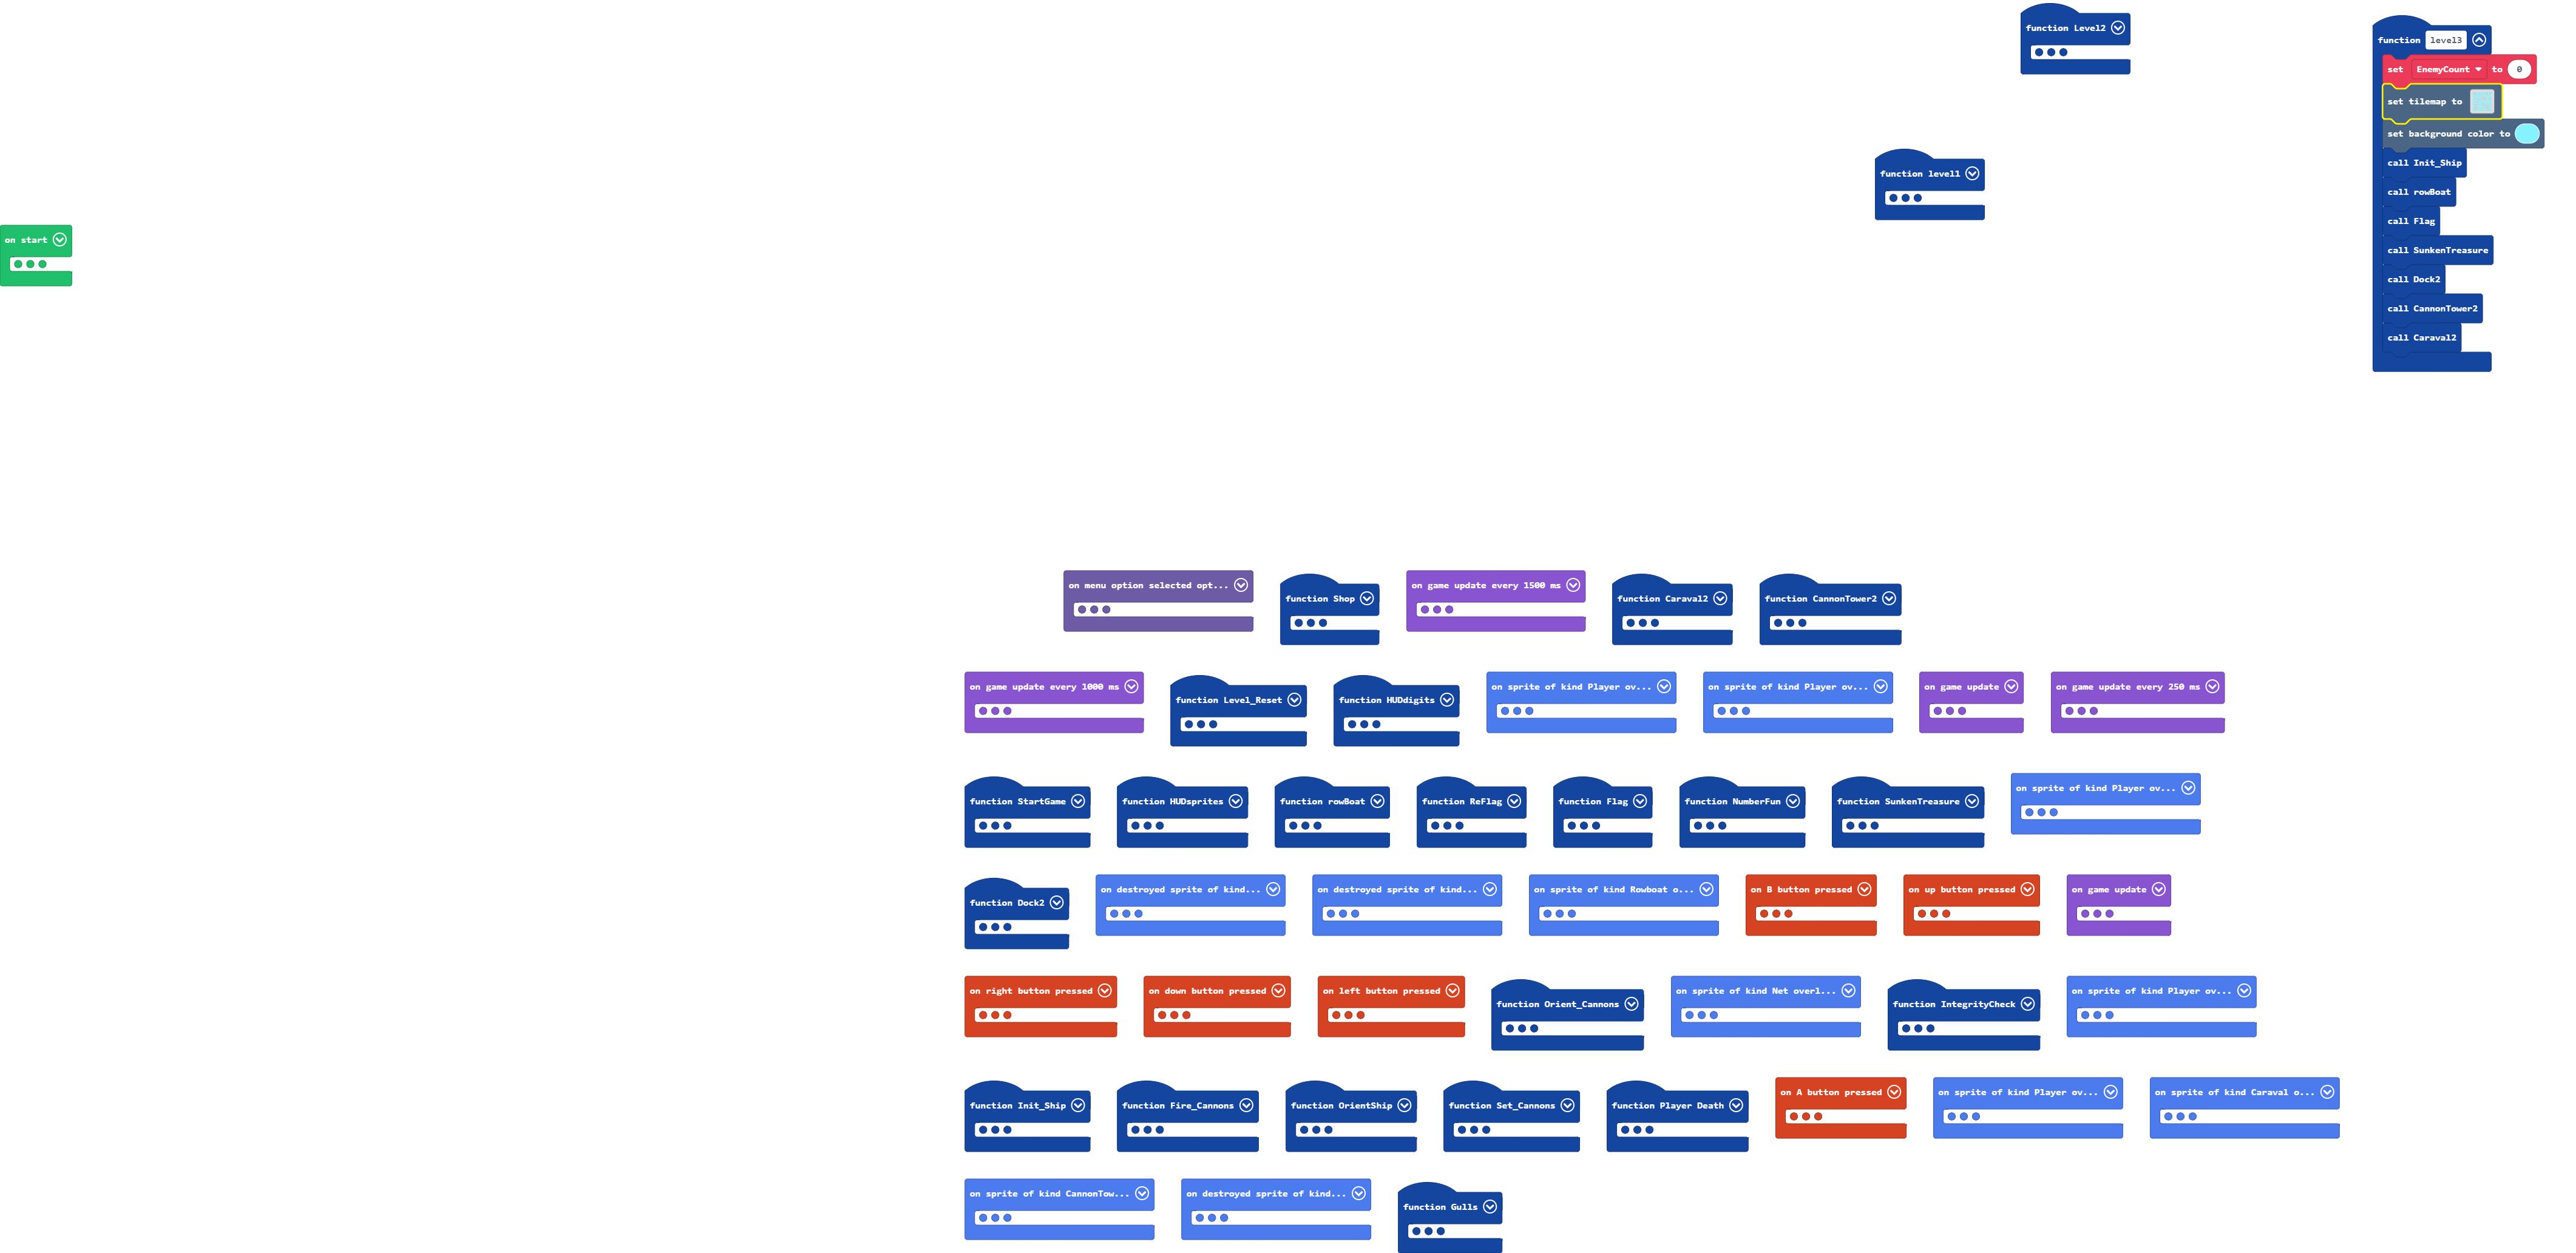 function Level2
function level3
set EnemyCount to 0
set tilemap to
set background color to
call Init_Ship
call rowBoat
call Flag
call SunkenTreasure
call Dock2
call CannonTower2
call Caraval2
function level1
on start
on menu option selected opt...
function Shop
on game update every 1500 ms
function Caraval2
function CannonTower2
on game update every 1000 ms
function Level_Reset
function HUDdigits
on sprite of kind Player ov...
on sprite of kind Player ov...
on game update
on game update every 250 ms
function StartGame
function HUDsprites
function rowBoat
function ReFlag
function Flag
function NumberFun
function SunkenTreasure
on sprite of kind Player ov...
function Dock2
on destroyed sprite of kind...
on destroyed sprite of kind...
on sprite of kind Rowboat o...
on B button pressed
on up button pressed
on game update
on right button pressed
on down button pressed
on left button pressed
function Orient_Cannons
on sprite of kind Net overl...
function IntegrityCheck
on sprite of kind Player ov...
function Init_Ship
function Fire_Cannons
function OrientShip
function Set_Cannons
function Player Death
on A button pressed
on sprite of kind Player ov...
on sprite of kind Caraval o...
on sprite of kind CannonTow...
on destroyed sprite of kind...
function Gulls